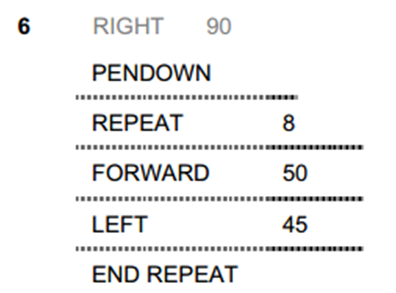 6 RIGHT 90
PENDOWN
REPEAT 8
FORWARD 50
LEFT 45
END REPEAT